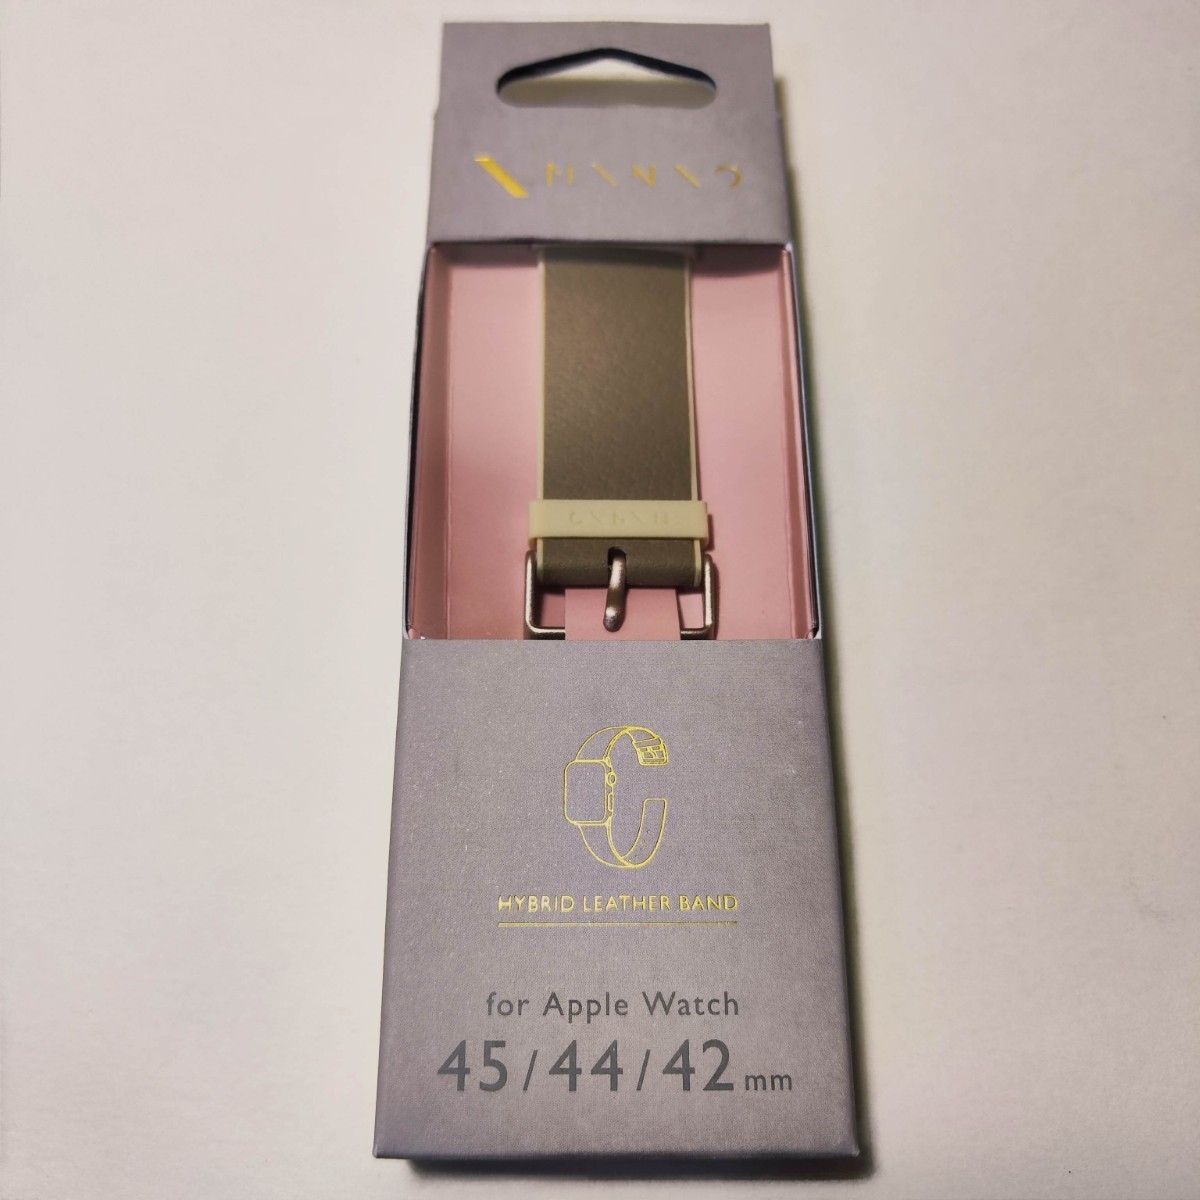 HYBRID LEATHER BAND
for Apple Watch
45/44/42mm